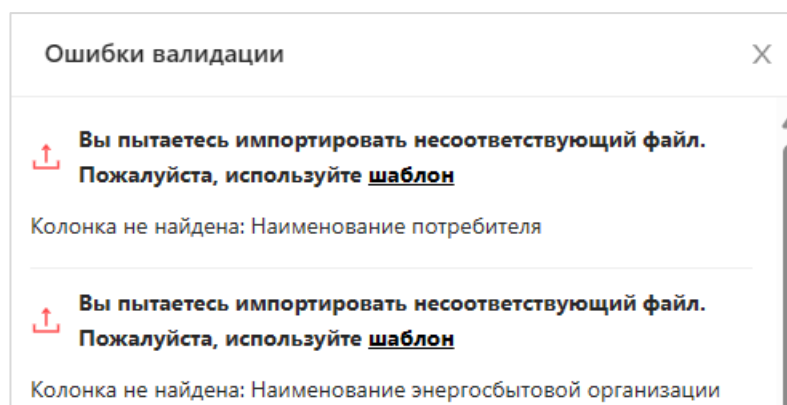 Ошибки валидации
Вы пытаетесь импортировать несоответствующий файл.
Пожалуйста, используйте шаблон
Колонка не найдена: Наименование потребителя
Вы пытаетесь импортировать несоответствующий файл.
Пожалуйста, используйте шаблон
Колонка не найдена: Наименование энергосбытовой организации